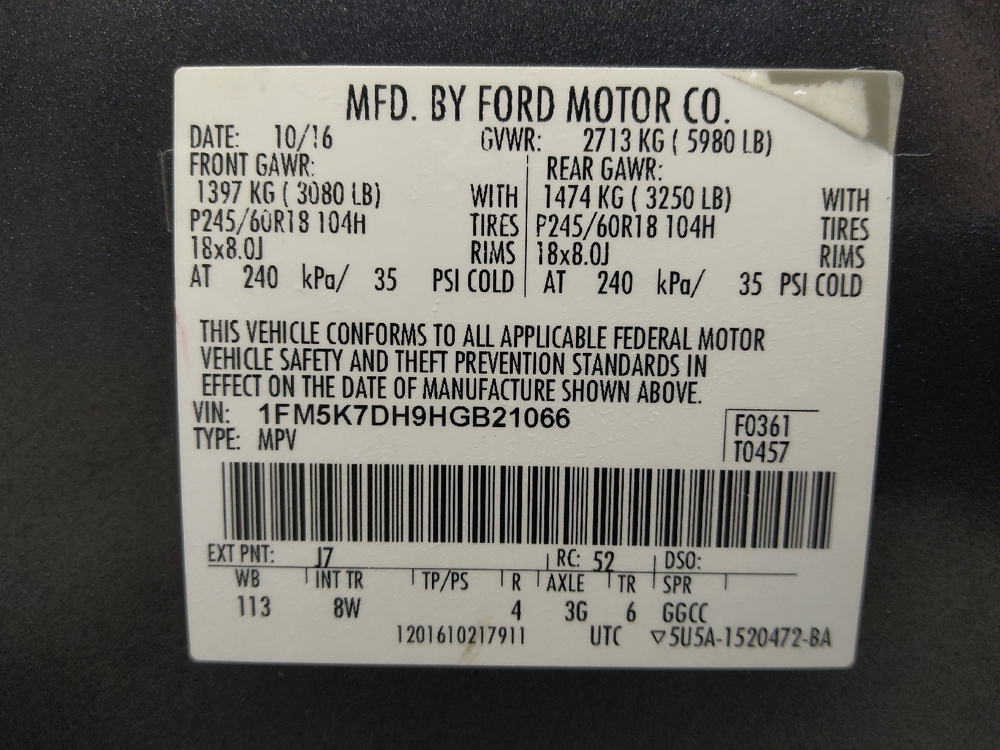 MFD. BY FORD MOTOR CO.
DATE: 10/16 GVWR: 2713 KG ( 5980 LB)
FRONT GAWR: REAR GAWR:
1397 KG ( 3080 LB) WITH 1474 KG ( 3250 LB) WITH
P245/60R18 104H TIRES P245/60R18 104H TIRES
18x8.0J RIMS 18x8.0J RIMS
AT 240 kPa/ 35 PSI COLD AT 240 kPa/ 35 PSI COLD
THIS VEHICLE CONFORMS TO ALL APPLICABLE FEDERAL MOTOR
VEHICLE SAFETY AND THEFT PREVENTION STANDARDS IN
EFFECT ON THE DATE OF MANUFACTURE SHOWN ABOVE.
VIN: 1FM5K7DH9HGB21066
F0361
TYPE: MPV
T0457
EXT PNT: J7 RC: 52 DSO:
WB INT TR TP/PS R AXLE TR SPR
113 8W 4 3G 6 GGCC
1201610217911 UTC ▽5U5A-1520472-BA